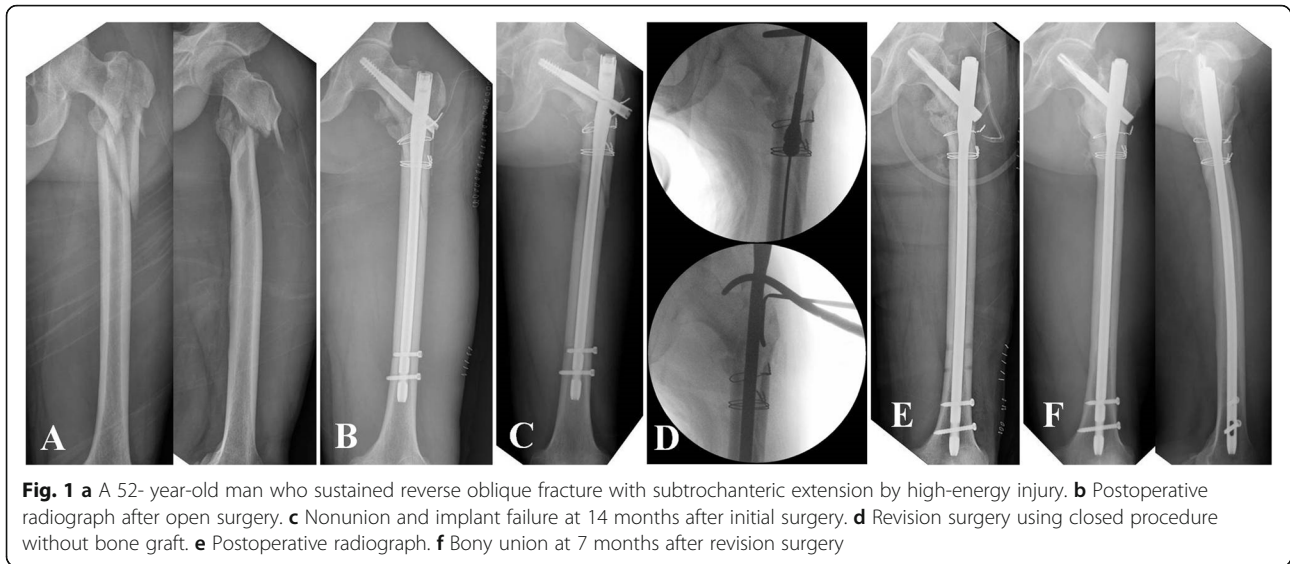 A
B
C
D
E
F
Fig. 1 a A 52- year-old man who sustained reverse oblique fracture with subtrochanteric extension by high-energy injury. b Postoperative
radiograph after open surgery. c Nonunion and implant failure at 14 months after initial surgery. d Revision surgery using closed procedure
without bone graft. e Postoperative radiograph. f Bony union at 7 months after revision surgery